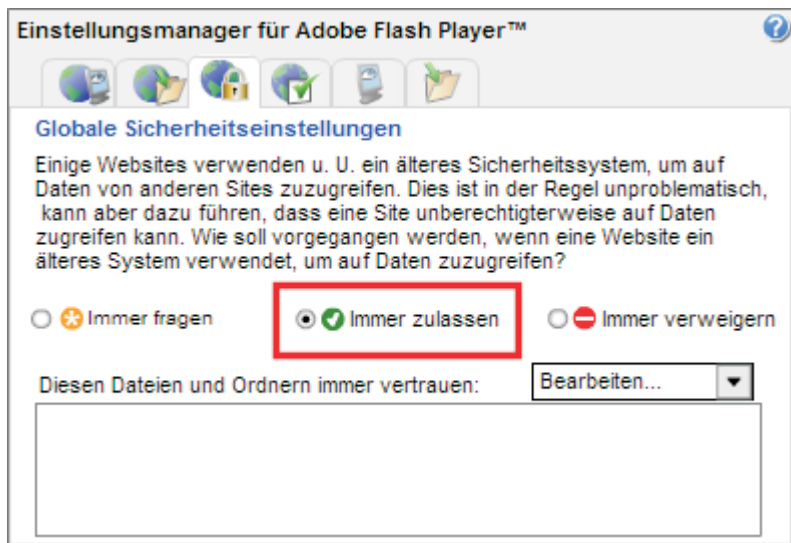 Einstellungsmanager für Adobe Flash Player™
Globale Sicherheitseinstellungen
Einige Websites verwenden u. U. ein älteres Sicherheitssystem, um auf
Daten von anderen Sites zuzugreifen. Dies ist in der Regel unproblematisch,
kann aber dazu führen, dass eine Site unberechtigterweise auf Daten
zugreifen kann. Wie soll vorgegangen werden, wenn eine Website ein
älteres System verwendet, um auf Daten zuzugreifen?
Immer fragen Immer zulassen Immer verweigern
Diesen Dateien und Ordnern immer vertrauen: Bearbeiten...